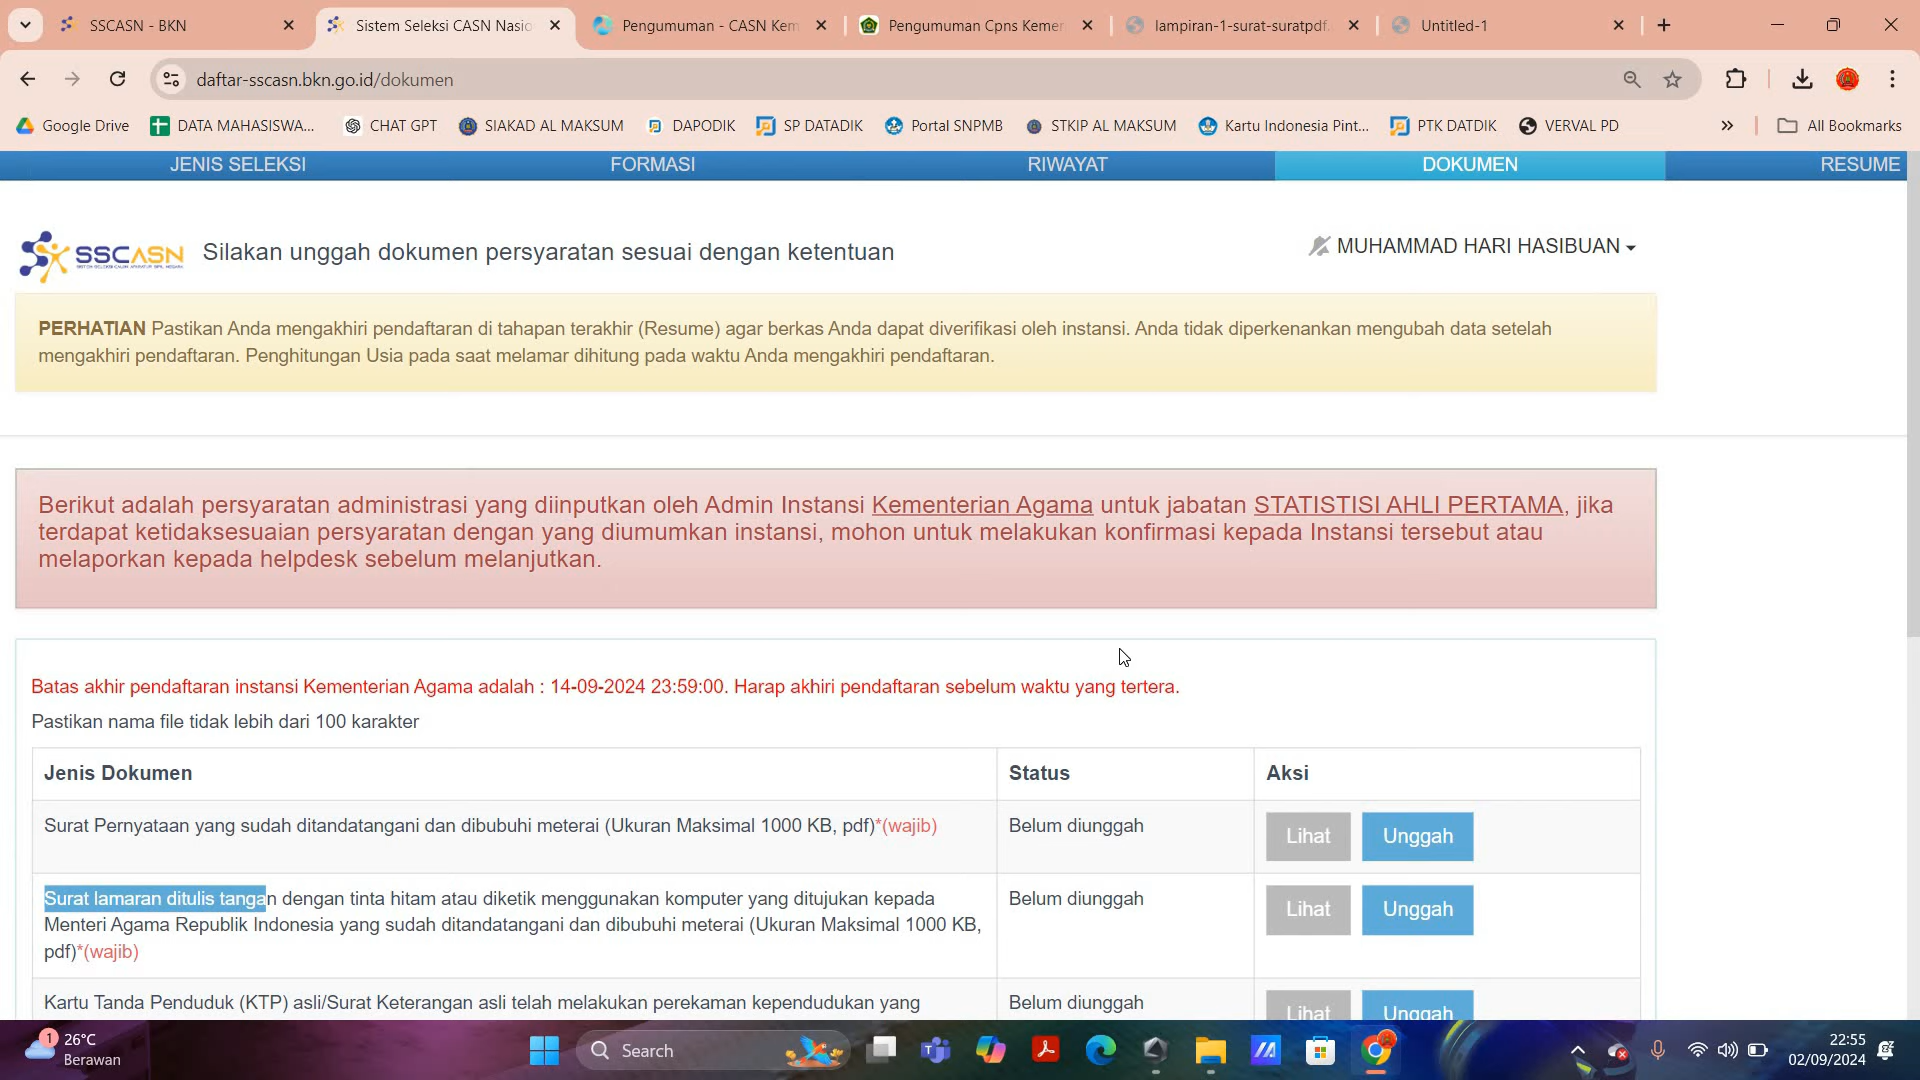 SSCASN - BKN
Sistem Seleksi CASN Nasio
Pengumuman - CASN Kem
Pengumuman Cpns Kemer
lampiran-1-surat-suratpdf.
Untitled-1
daftar-sscasn.bkn.go.id/dokumen
Google Drive
DATA MAHASISWA...
CHAT GPT
SIAKAD AL MAKSUM
DAPODIK
SP DATADIK
Portal SNPMB
STKIP AL MAKSUM
Kartu Indonesia Pint...
PTK DATDIK
VERVAL PD
All Bookmarks
JENIS SELEKSI
FORMASI
RIWAYAT
DOKUMEN
RESUME
SSCASN
Silakan unggah dokumen persyaratan sesuai dengan ketentuan
MUHAMMAD HARI HASIBUAN
PERHATIAN Pastikan Anda mengakhiri pendaftaran di tahapan terakhir (Resume) agar berkas Anda dapat diverifikasi oleh instansi. Anda tidak diperkenankan mengubah data setelah
mengakhiri pendaftaran. Penghitungan Usia pada saat melamar dihitung pada waktu Anda mengakhiri pendaftaran.
Berikut adalah persyaratan administrasi yang diinputkan oleh Admin Instansi Kementerian Agama untuk jabatan STATISTISI AHLI PERTAMA, jika
terdapat ketidaksesuaian persyaratan dengan yang diumumkan instansi, mohon untuk melakukan konfirmasi kepada Instansi tersebut atau
melaporkan kepada helpdesk sebelum melanjutkan.
Batas akhir pendaftaran instansi Kementerian Agama adalah : 14-09-2024 23:59:00. Harap akhiri pendaftaran sebelum waktu yang tertera.
Pastikan nama file tidak lebih dari 100 karakter
Jenis Dokumen
Status
Aksi
Surat Pernyataan yang sudah ditandatangani dan dibubuhi meterai (Ukuran Maksimal 1000 KB, pdf)*(wajib)
Belum diunggah
Lihat
Unggah
Surat lamaran ditulis tangan dengan tinta hitam atau diketik menggunakan komputer yang ditujukan kepada
Menteri Agama Republik Indonesia yang sudah ditandatangani dan dibubuhi meterai (Ukuran Maksimal 1000 KB,
pdf)*(wajib)
Belum diunggah
Lihat
Unggah
Kartu Tanda Penduduk (KTP) asli/Surat Keterangan asli telah melakukan perekaman kependudukan yang
Belum diunggah
Lihat
Unggah
1
26°C
Berawan
Search
22:55
02/09/2024